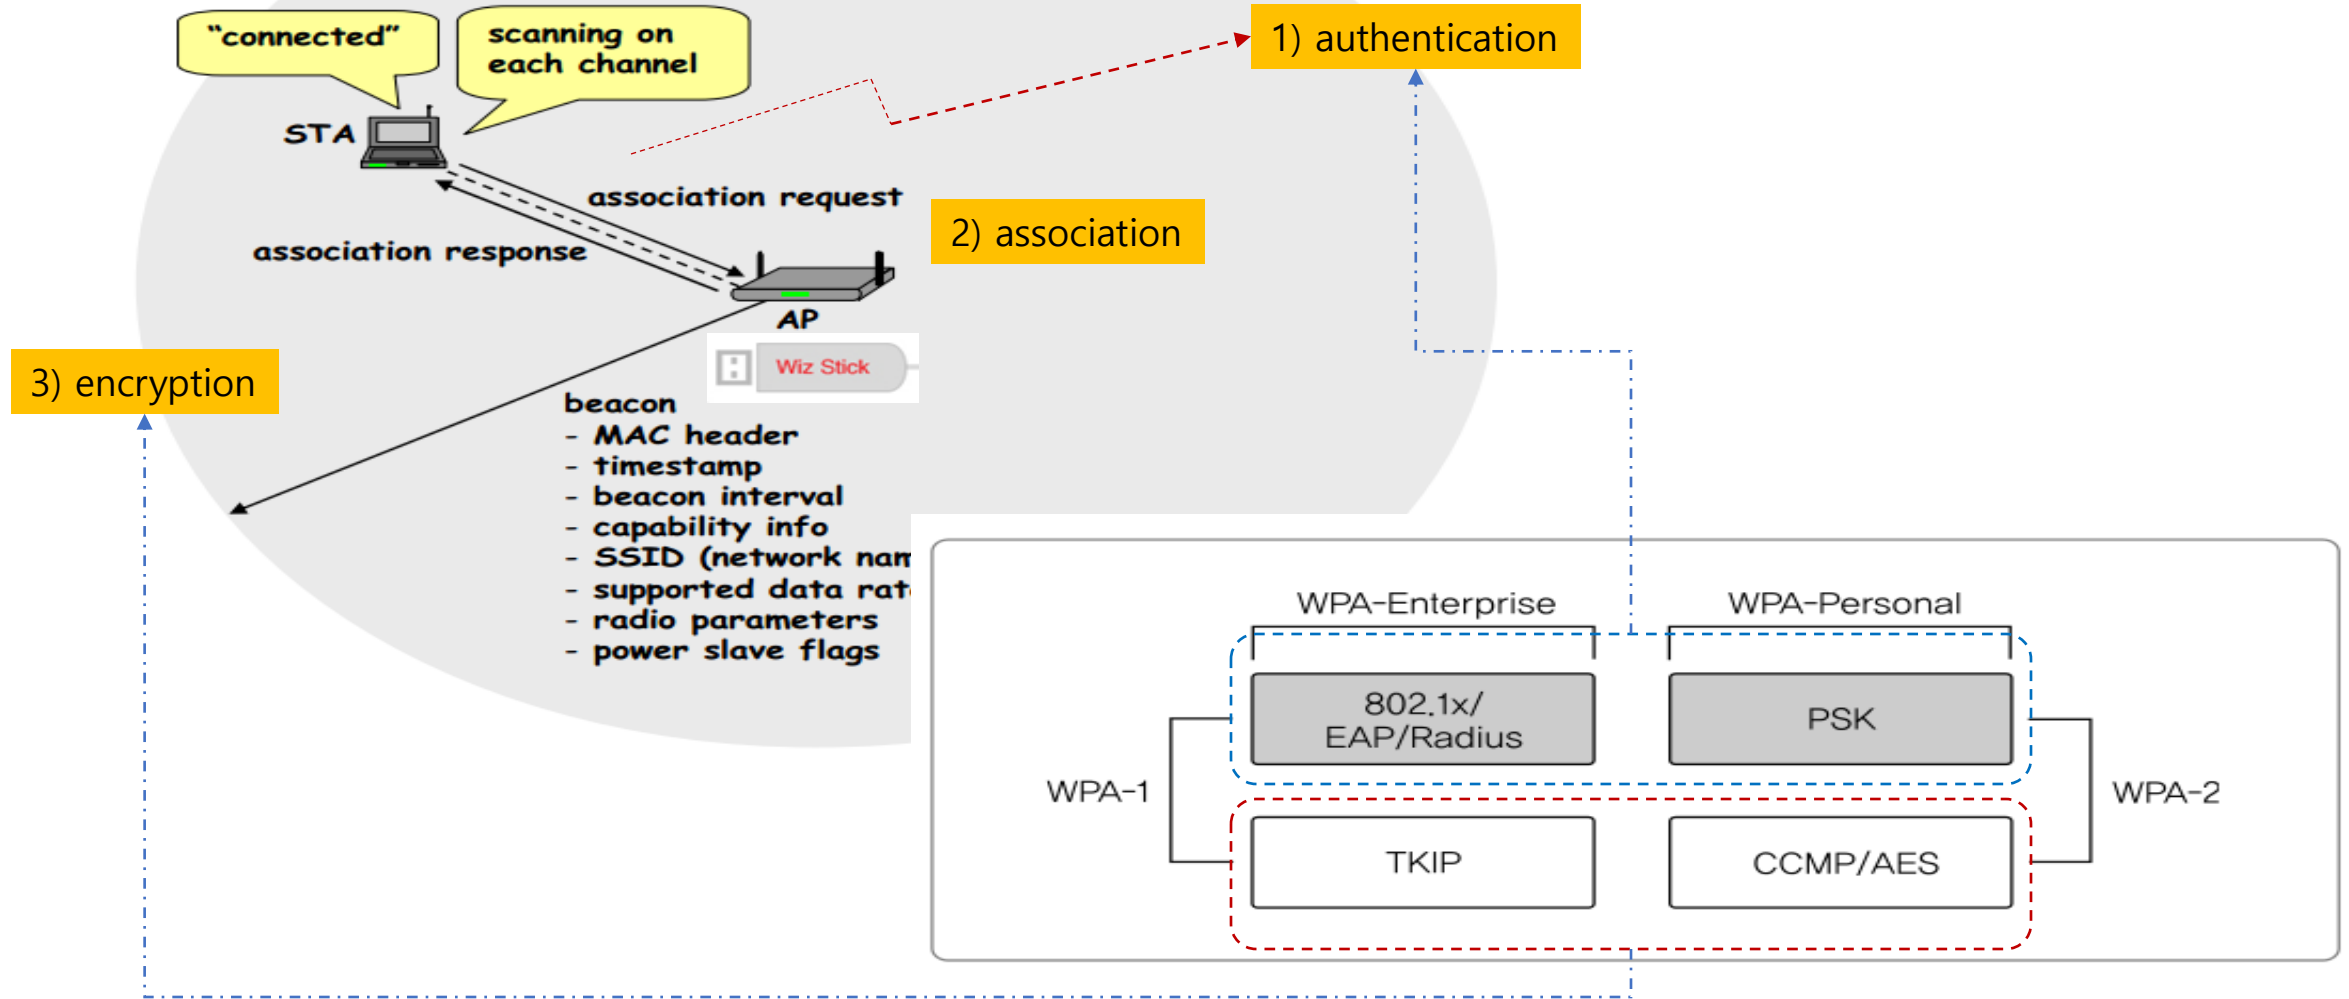 “connected”
scanning on
each channel
1) authentication
STA
association request
2) association
association response
AP
Wiz Stick
3) encryption
beacon
- MAC header
- timestamp
- beacon interval
- capability info
- SSID (network nam
- supported data rat
- radio parameters
- power slave flags
WPA-Enterprise
WPA-Personal
802.1x/
EAP/Radius
PSK
WPA-1
WPA-2
TKIP
CCMP/AES